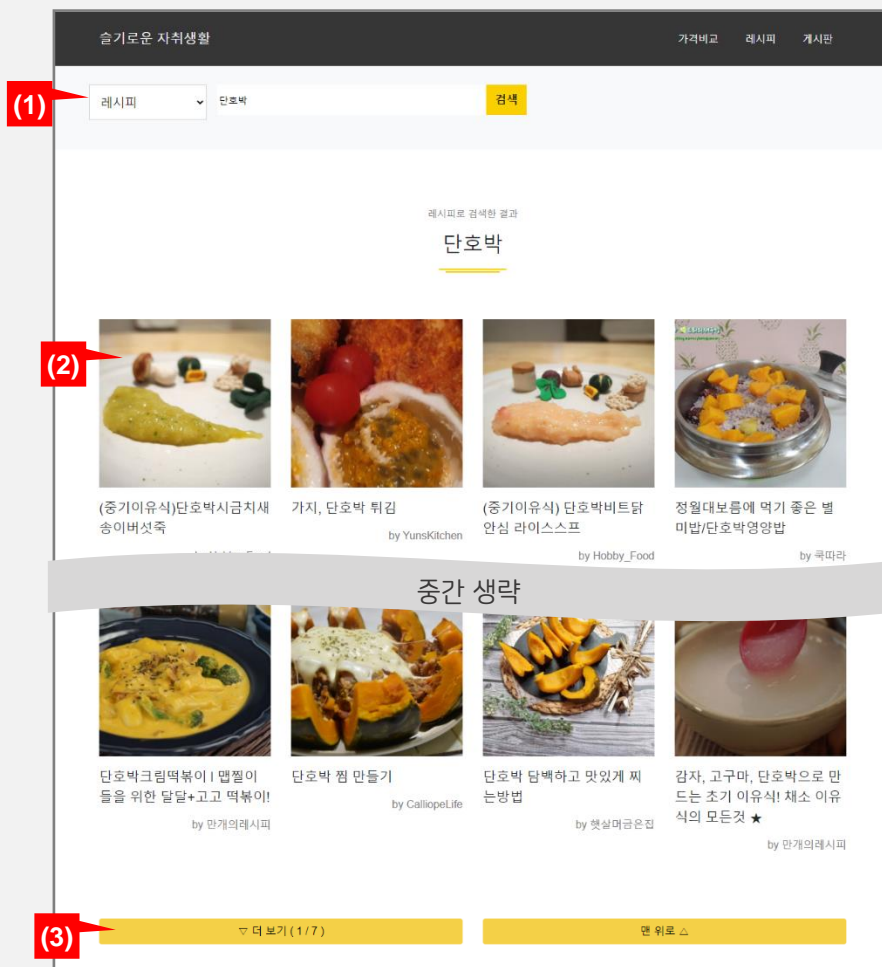 슬기로운 자취생활
가격비교 레시피 게시판
(1)
레시피 단호박 검색
레시피로 검색한 결과
단호박
(2)
(중기이유식)단호박시금치새
송이버섯죽
가지, 단호박 튀김
by YunsKitchen
(중기이유식) 단호박비트닭
안심 라이스스프
by Hobby_Food
정월대보름에 먹기 좋은 별
미밥/단호박영양밥
by 쿡따라
중간 생략
단호박크림떡볶이 I 맵찔이
들을 위한 달달+고고 떡볶이!
by 만개의레시피
단호박 찜 만들기
by CalliopeLife
단호박 담백하고 맛있게 찌
는방법
by 햇살머금은집
감자, 고구마, 단호박으로 만
드는 초기 이유식! 채소 이유
식의 모든것 ★
by 만개의레시피
(3)
▽ 더 보기 ( 1 / 7 )
맨 위로 △